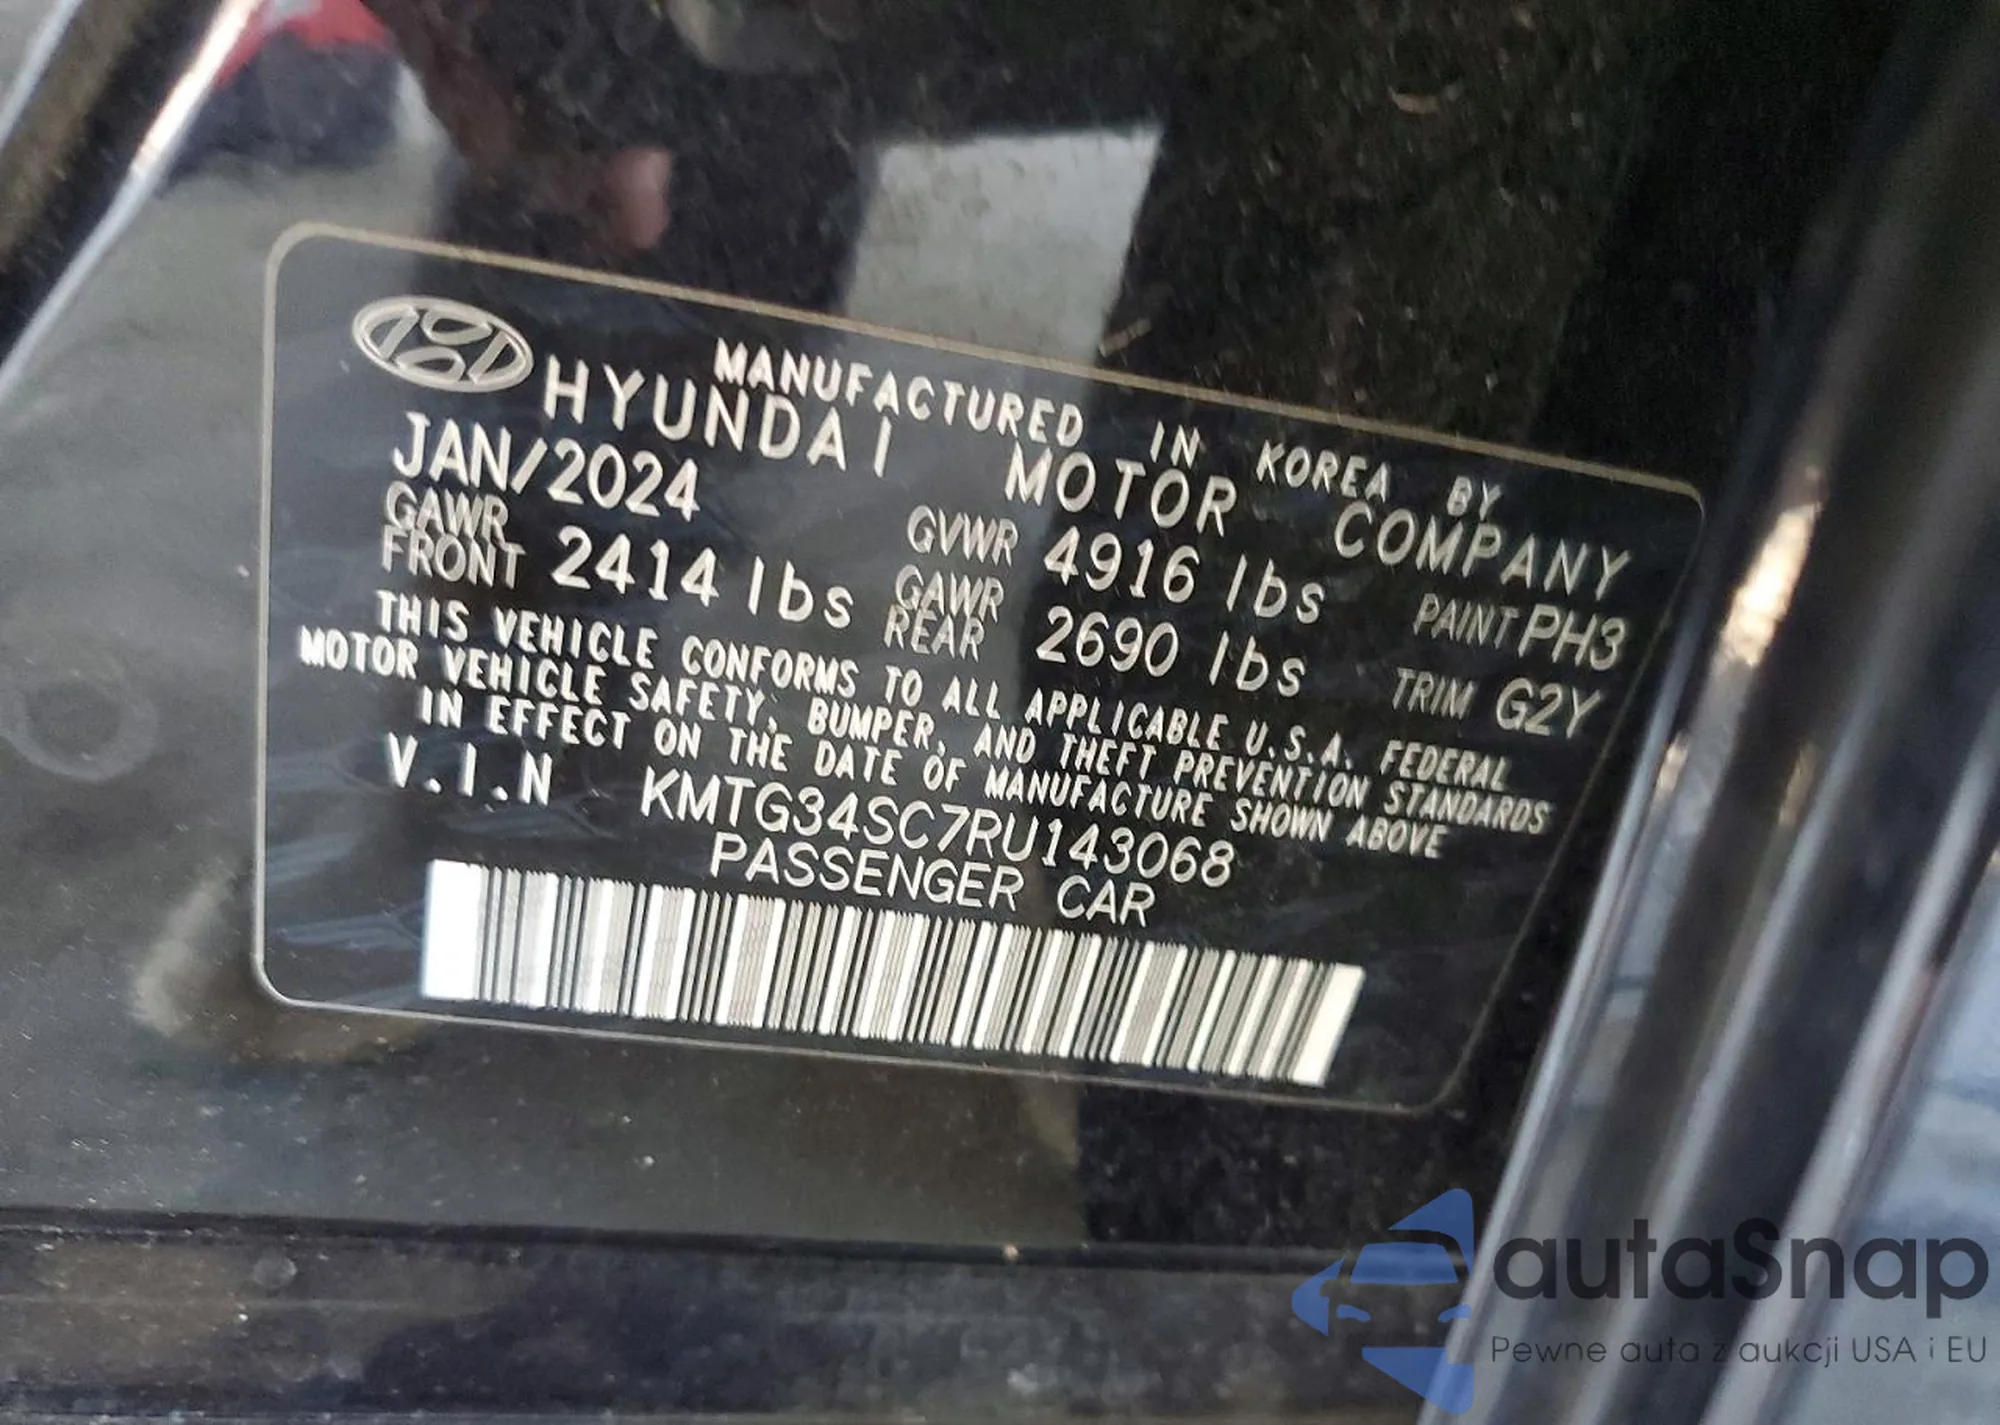 MANUFACTURED IN KOREA BY
HYUNDAI MOTOR COMPANY
JAN/2024 GVWR 4916 lbs PAINT PH3
GAWR FRONT 2414 lbs GAWR REAR 2690 lbs TRIM G2Y
THIS VEHICLE CONFORMS TO ALL APPLICABLE U.S.A. FEDERAL
MOTOR VEHICLE SAFETY, BUMPER, AND THEFT PREVENTION STANDARDS
IN EFFECT ON THE DATE OF MANUFACTURE SHOWN ABOVE
V.I.N KMTG34SC7RU143068
PASSENGER CAR
autaSnap
Pewne auta z aukcji USA i EU